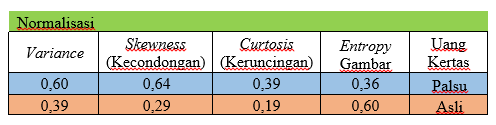 Normalisasi
Variance Skewness (Kecondongan) Curtosis (Keruncingan) Entropy Gambar Uang Kertas
0,60 0,64 0,39 0,36 Palsu
0,39 0,29 0,19 0,60 Asli